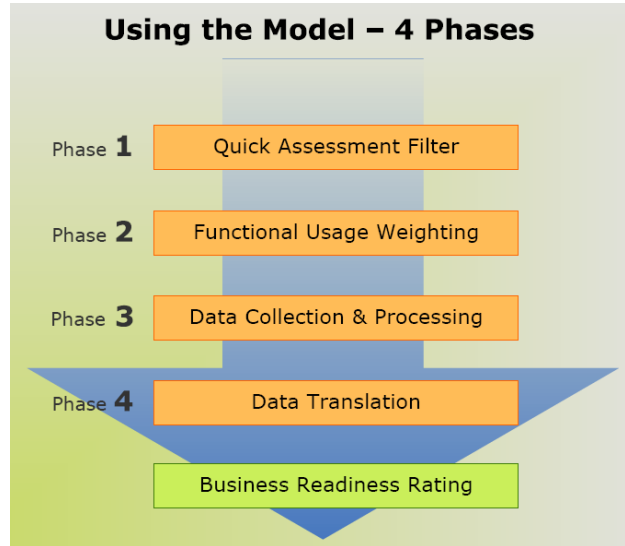 Using the Model – 4 Phases
Phase 1 Quick Assessment Filter
Phase 2 Functional Usage Weighting
Phase 3 Data Collection & Processing
Phase 4 Data Translation
Business Readiness Rating